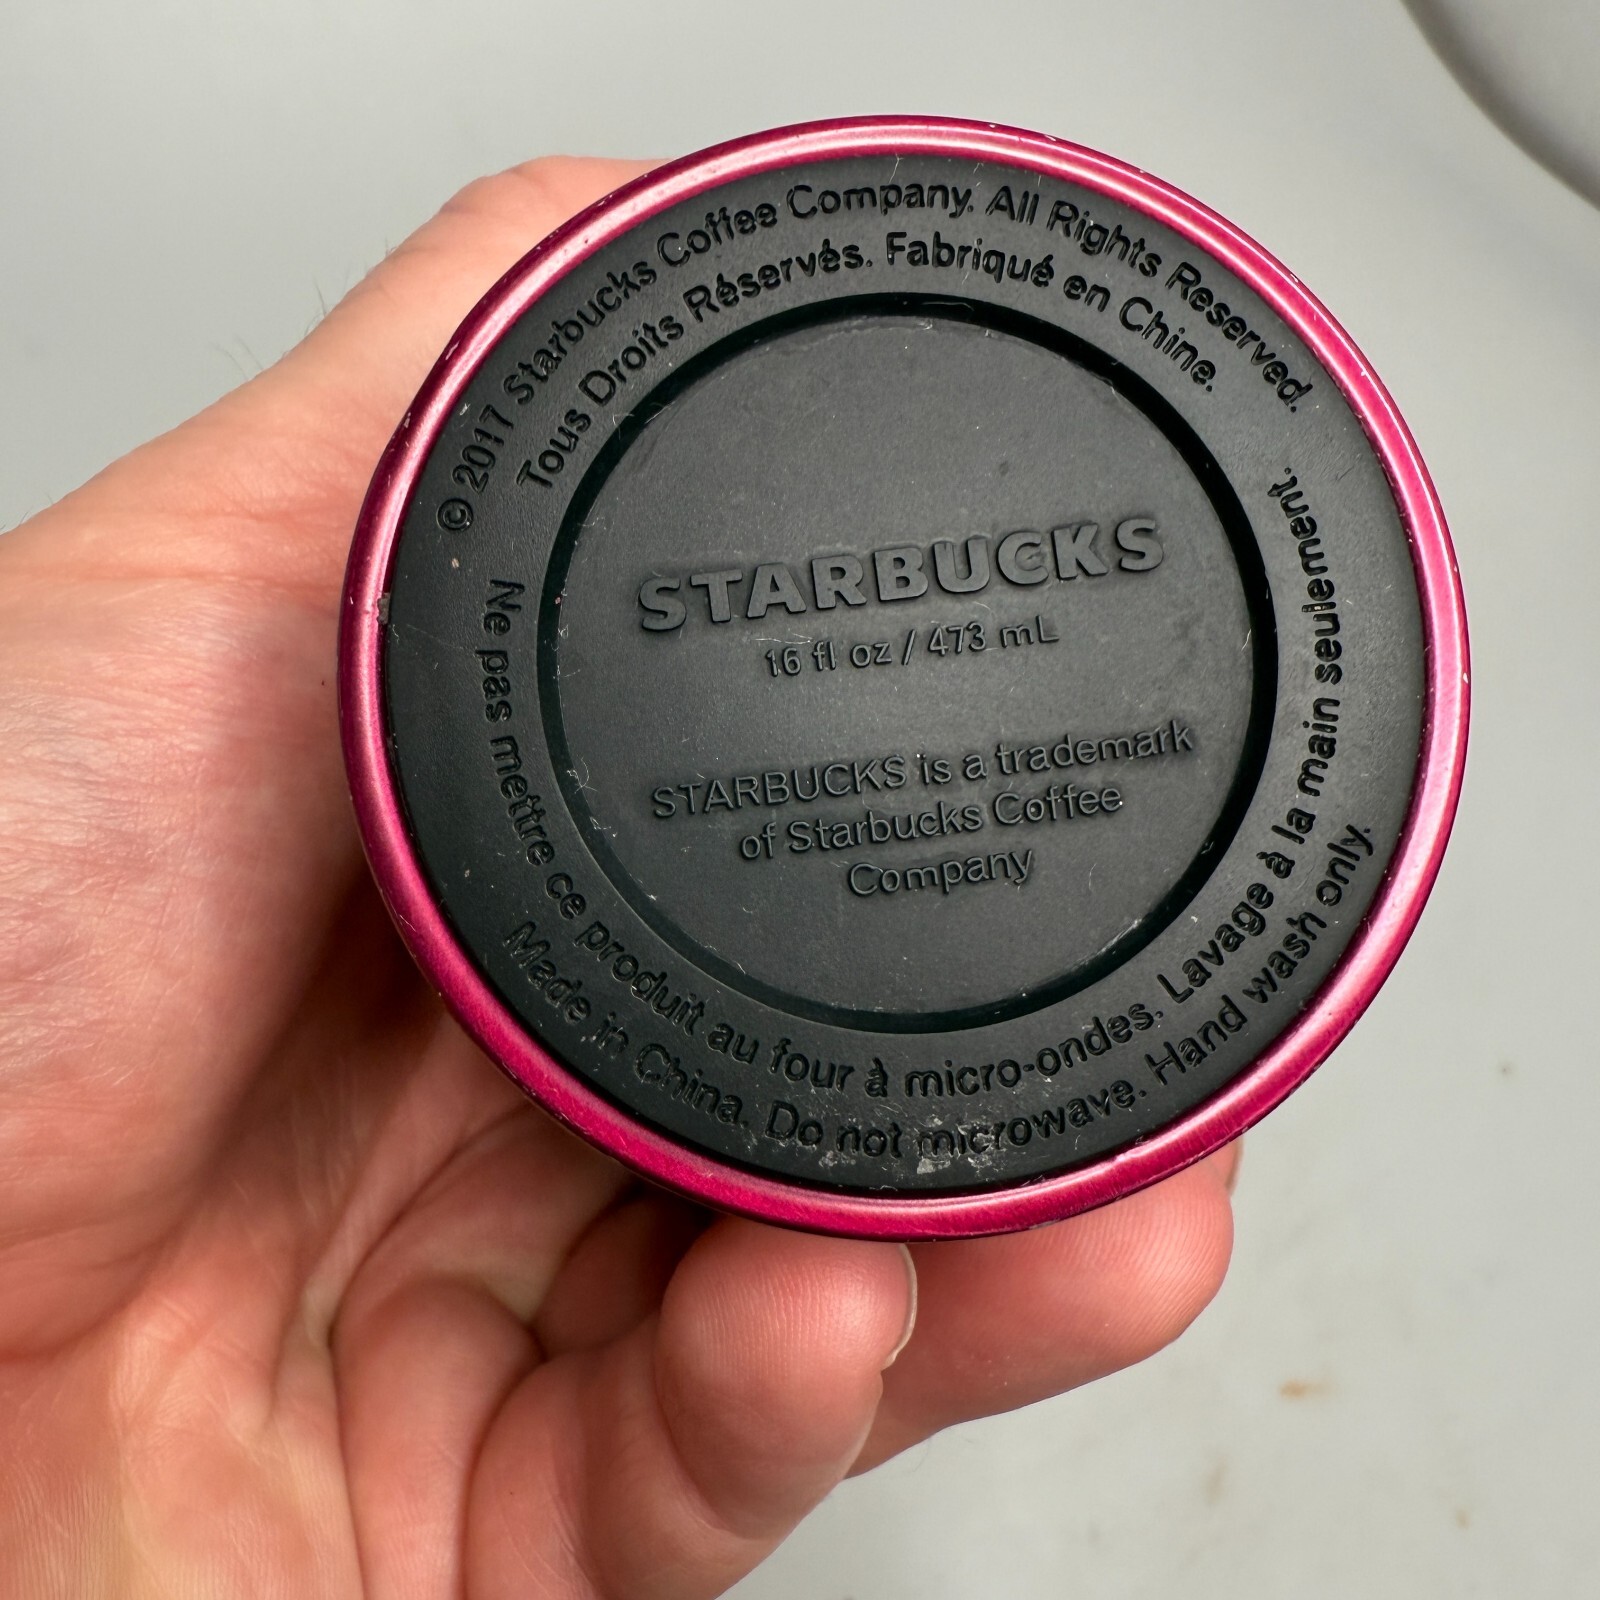 © 2017 Starbucks Coffee Company. All Rights Reserved.
Tous Droits Réservés. Fabriqué en Chine.
STARBUCKS
16 fl oz / 473 mL
STARBUCKS is a trademark
of Starbucks Coffee
Company
Ne pas mettre ce produit au four à micro-ondes. Lavage à la main seulement.
Made in China. Do not microwave. Hand wash only.